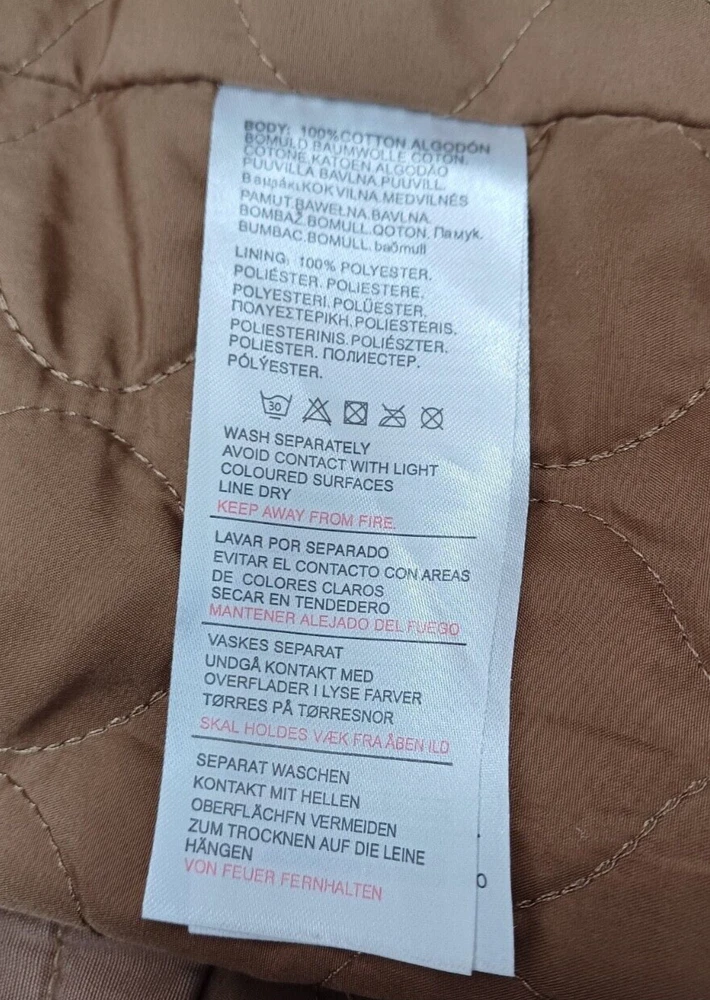 BODY: 100%COTTON ALGODÓN
BOMULD.BAUMWOLLE.COTON.
COTONE.KATOEN.ALGODÃO
PUUVILLA.BAVLNA.PUUVILL.
Βαμβάκι.KOKVILNA.MEDVILNĖS
PAMUT.BAWEŁNA.BAVLNA.
BOMBAŽ.BOMULL.QOTON. Памук.
BUMBAC.BOMULL. baðmull
LINING: 100% POLYESTER.
POLIÉSTER. POLIESTERE.
POLYESTERI. POLÜESTER.
ΠΟΛΥΕΣΤΕΡΙΚΗ. POLIESTERIS.
POLIESTERINIS. POLIÉSZTER.
POLIESTER. ПОЛИЕСТЕР.
PÓLÝESTER.
30
WASH SEPARATELY
AVOID CONTACT WITH LIGHT
COLOURED SURFACES
LINE DRY
KEEP AWAY FROM FIRE.
LAVAR POR SEPARADO
EVITAR EL CONTACTO CON AREAS
DE COLORES CLAROS
SECAR EN TENDEDERO
MANTENER ALEJADO DEL FUEGO
VASKES SEPARAT
UNDGÅ KONTAKT MED
OVERFLADER I LYSE FARVER
TØRRES PÅ TØRRESNOR
SKAL HOLDES VÆK FRA ÅBEN ILD
SEPARAT WASCHEN
KONTAKT MIT HELLEN
OBERFLÄCHFN VERMEIDEN
ZUM TROCKNEN AUF DIE LEINE
HÄNGEN
VON FEUER FERNHALTEN